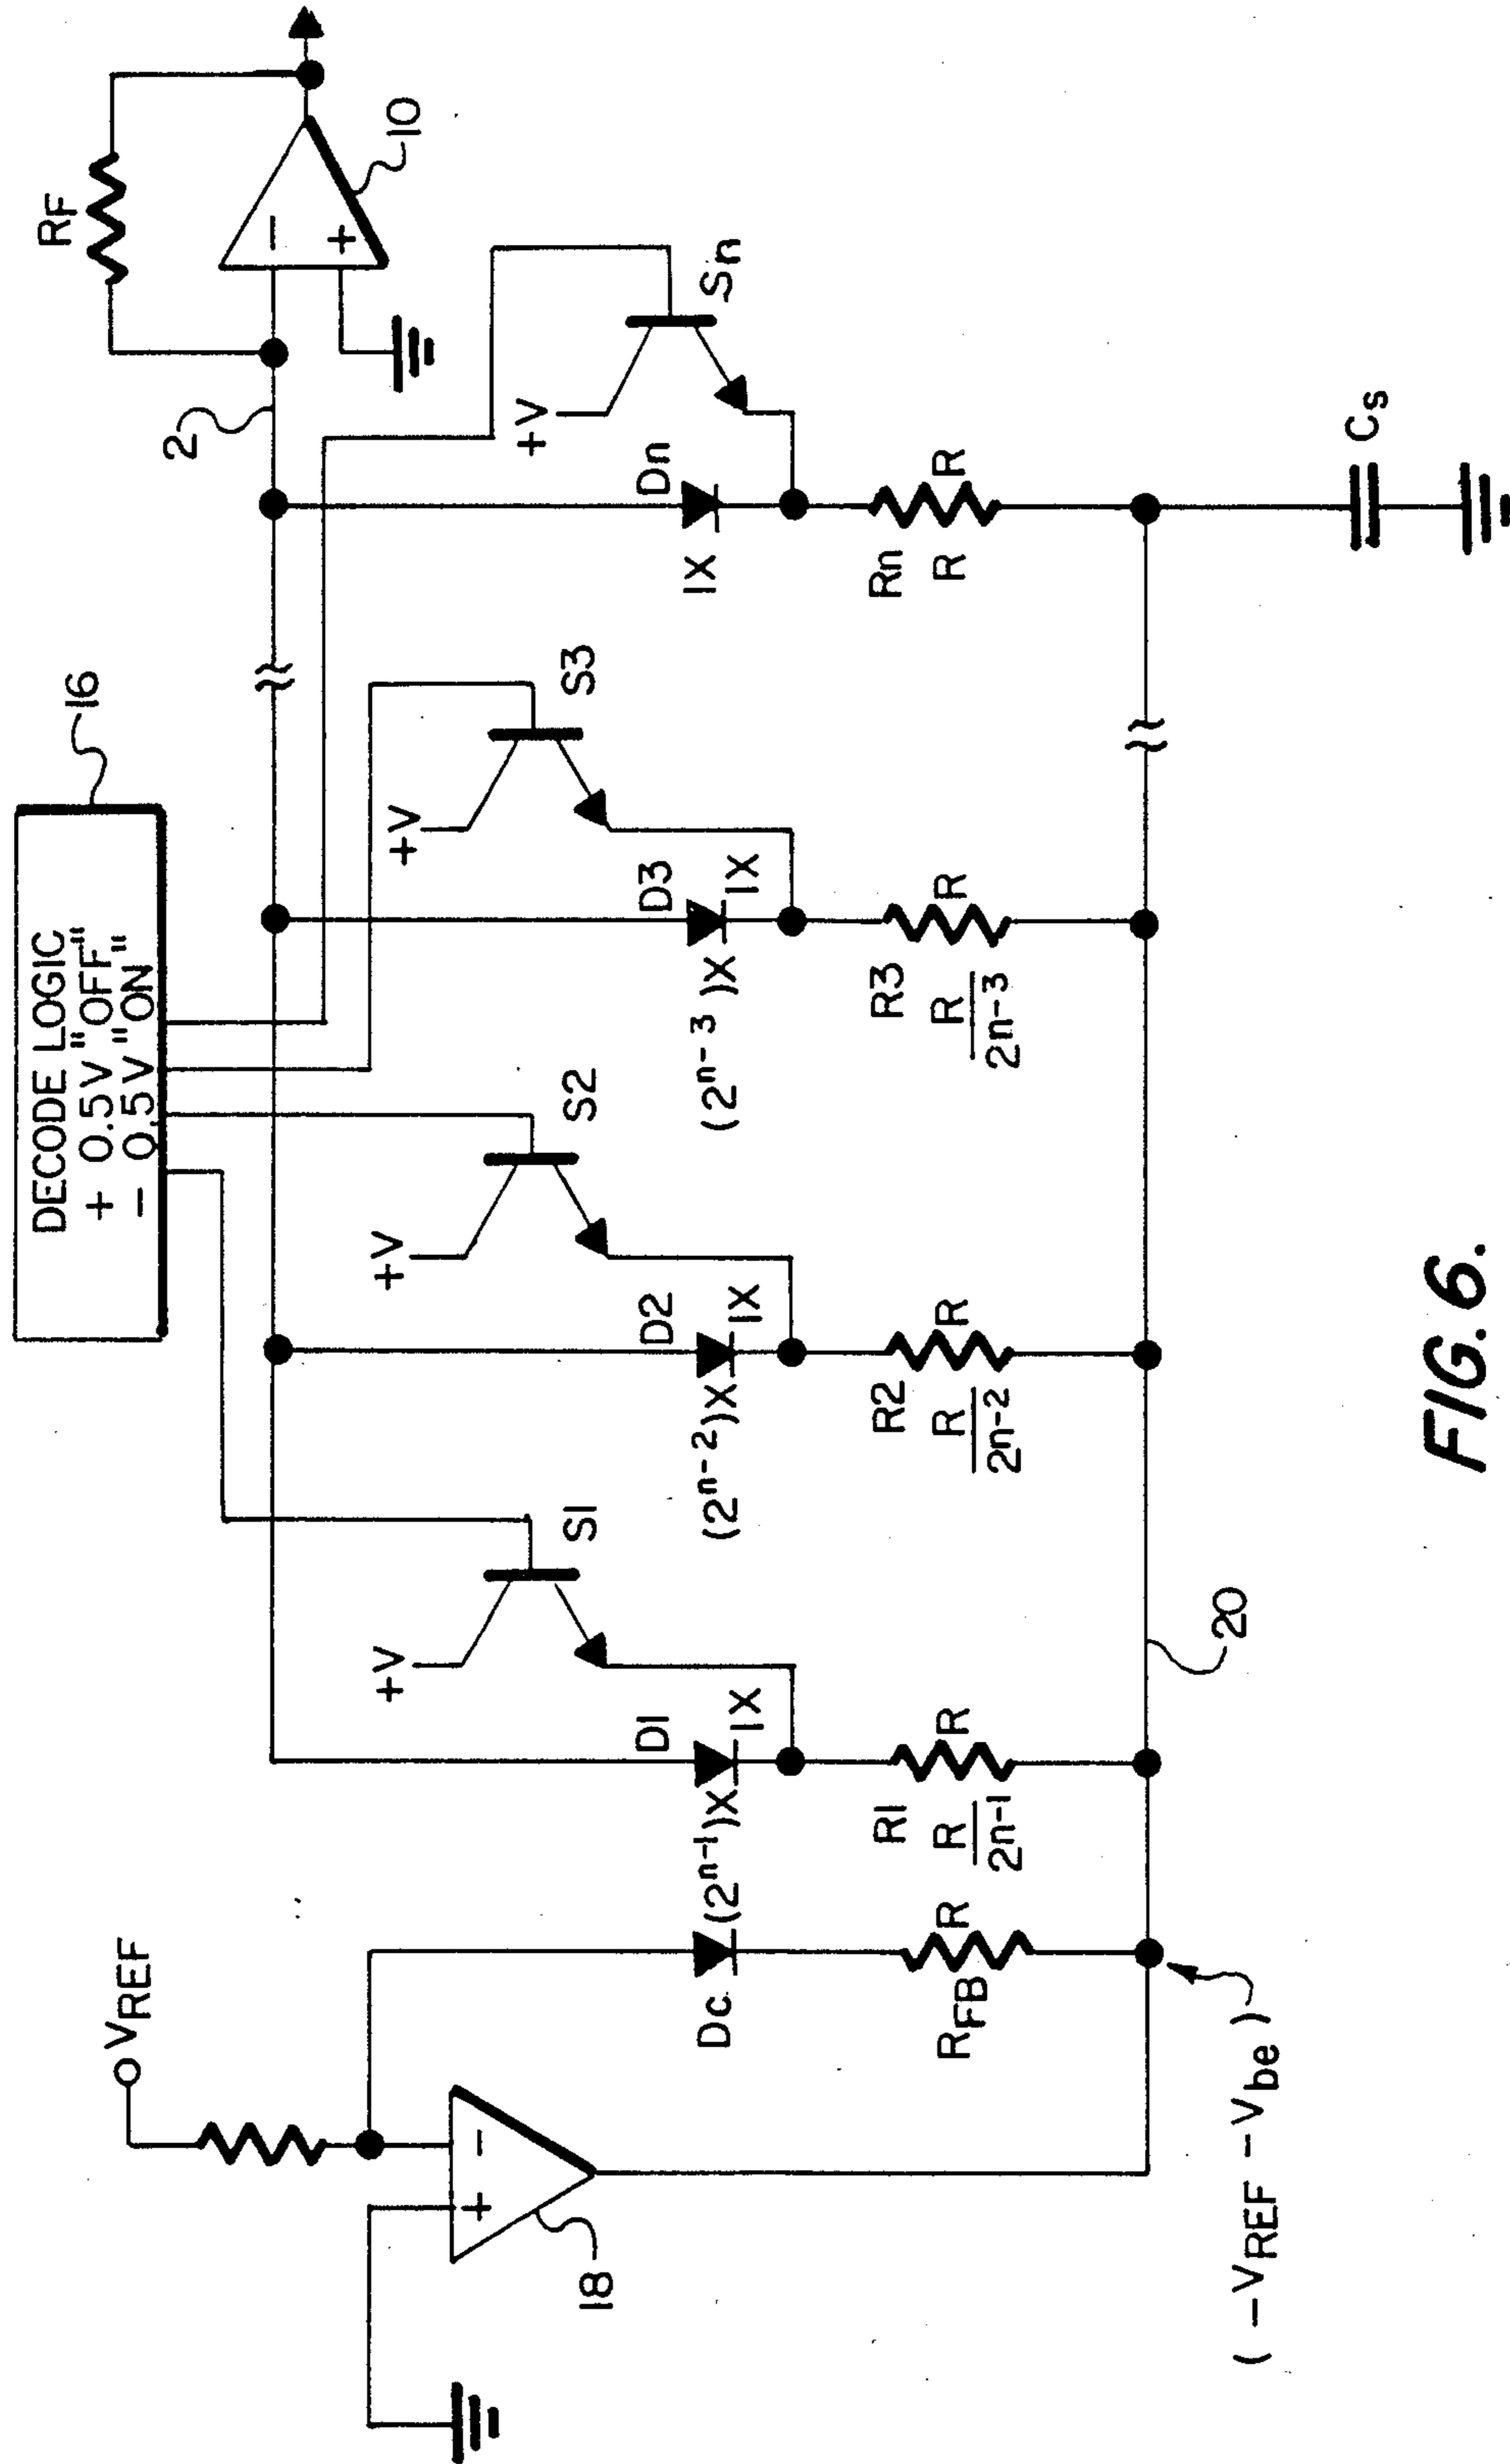 DECODE LOGIC
+ 0.5V "OFF"
- 0.5V "ON"
16
RF
10
2
VREF
18
+
-
-
+
+V
S1
+V
S2
+V
S3
+V
Sn
Dc
(2n-1)X
D1
1X
(2n-2)X
D2
1X
(2n-3)X
D3
1X
1X
Dn
RFB
R
R1
R
R
2n-1
R2
R
R
2n-2
R3
R
R
2n-3
Rn
R
R
20
Cs
(-VREF - Vbe)
FIG. 6.